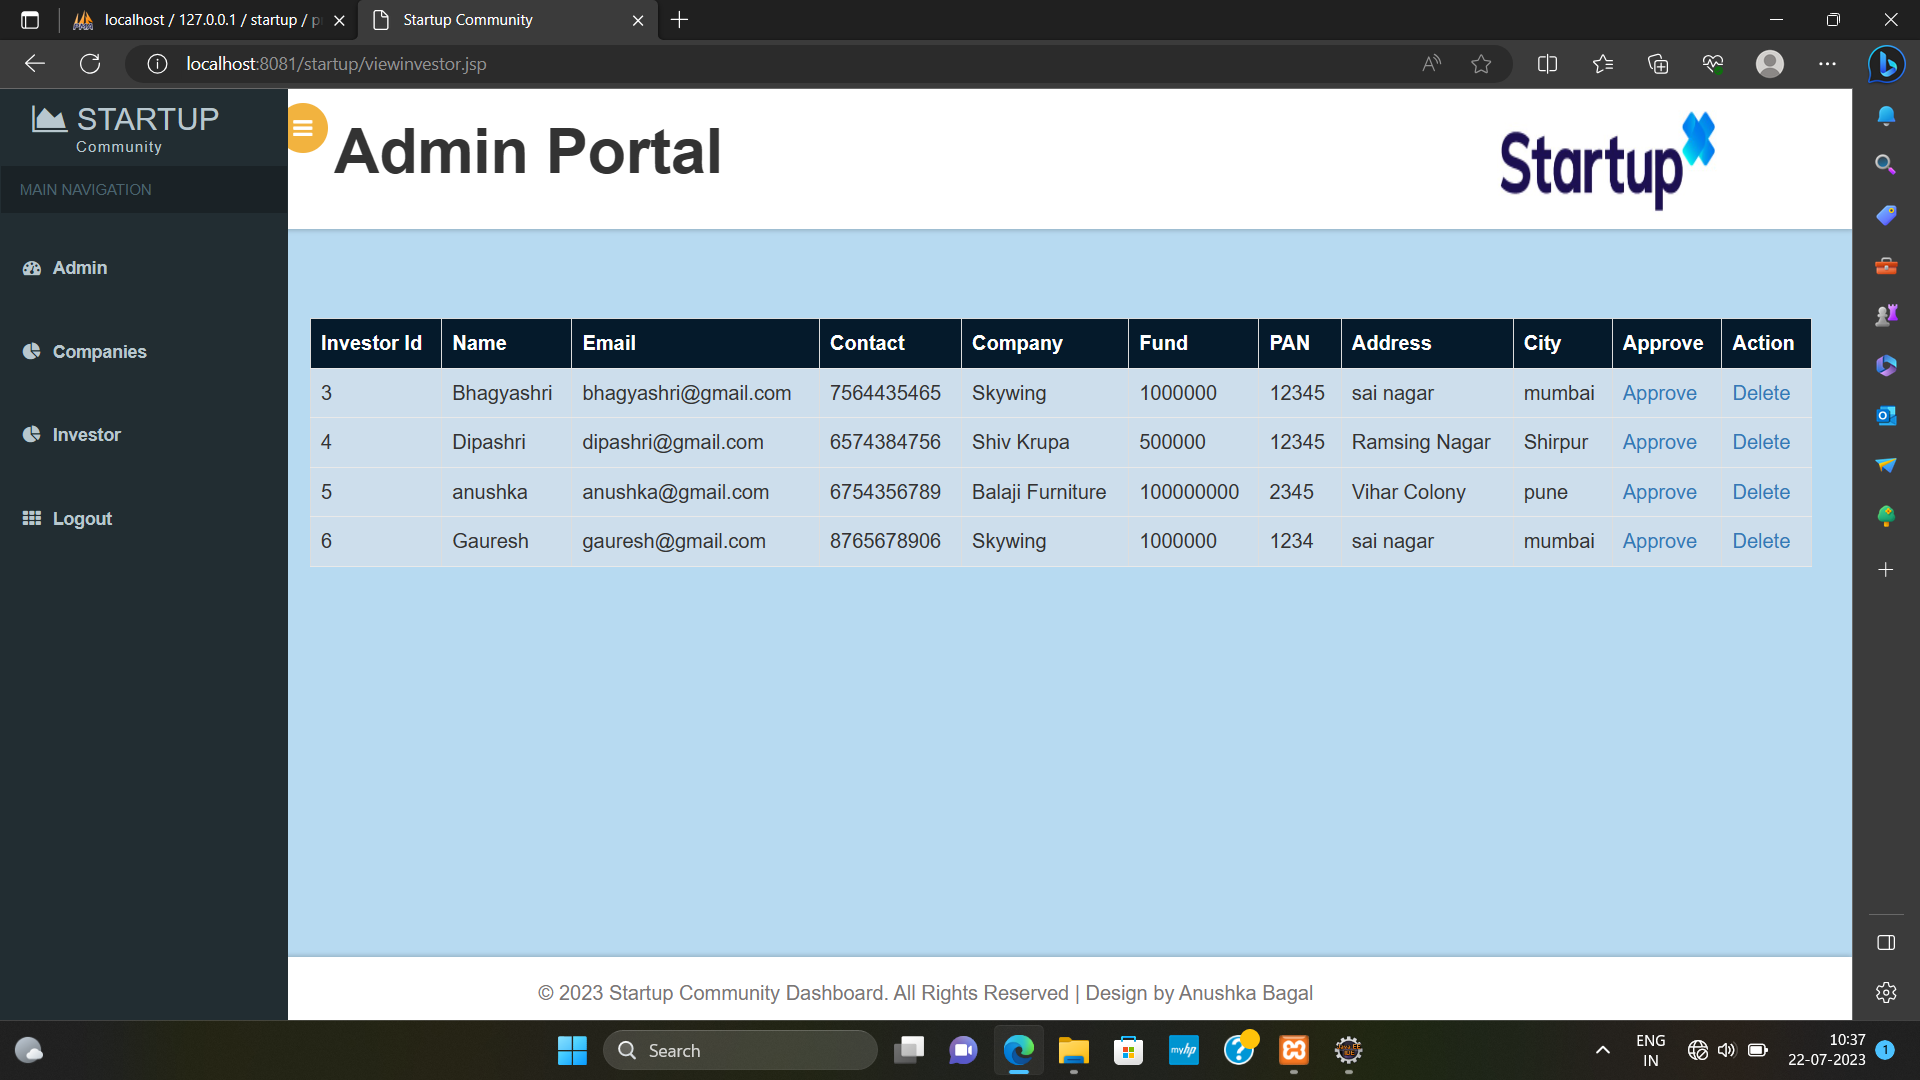 localhost / 127.0.0.1 / startup / p
Startup Community
localhost:8081/startup/viewinvestor.jsp
STARTUP
Community
MAIN NAVIGATION
Admin
Companies
Investor
Logout
Admin Portal
Startup
Investor Id Name Email Contact Company Fund PAN Address City Approve Action
3 Bhagyashri bhagyashri@gmail.com 7564435465 Skywing 1000000 12345 sai nagar mumbai Approve Delete
4 Dipashri dipashri@gmail.com 6574384756 Shiv Krupa 500000 12345 Ramsing Nagar Shirpur Approve Delete
5 anushka anushka@gmail.com 6754356789 Balaji Furniture 100000000 2345 Vihar Colony pune Approve Delete
6 Gauresh gauresh@gmail.com 8765678906 Skywing 1000000 1234 sai nagar mumbai Approve Delete
© 2023 Startup Community Dashboard. All Rights Reserved | Design by Anushka Bagal
Search
myhp
ENG
IN
10:37
22-07-2023
1